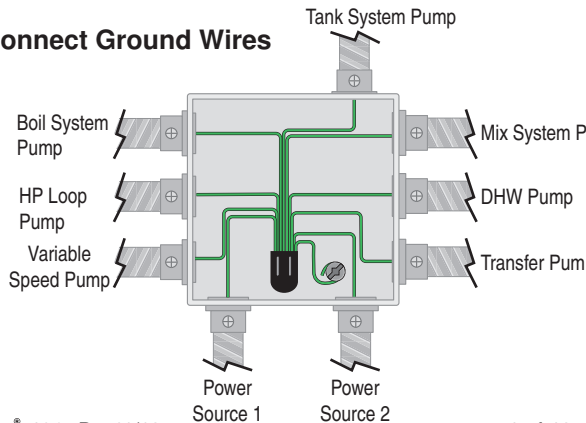 Tank System Pump
onnect Ground Wires
Boil System
Pump
Mix System P
HP Loop
Pump
DHW Pump
Variable
Speed Pump
Transfer Pum
Power
Source 1
Power
Source 2